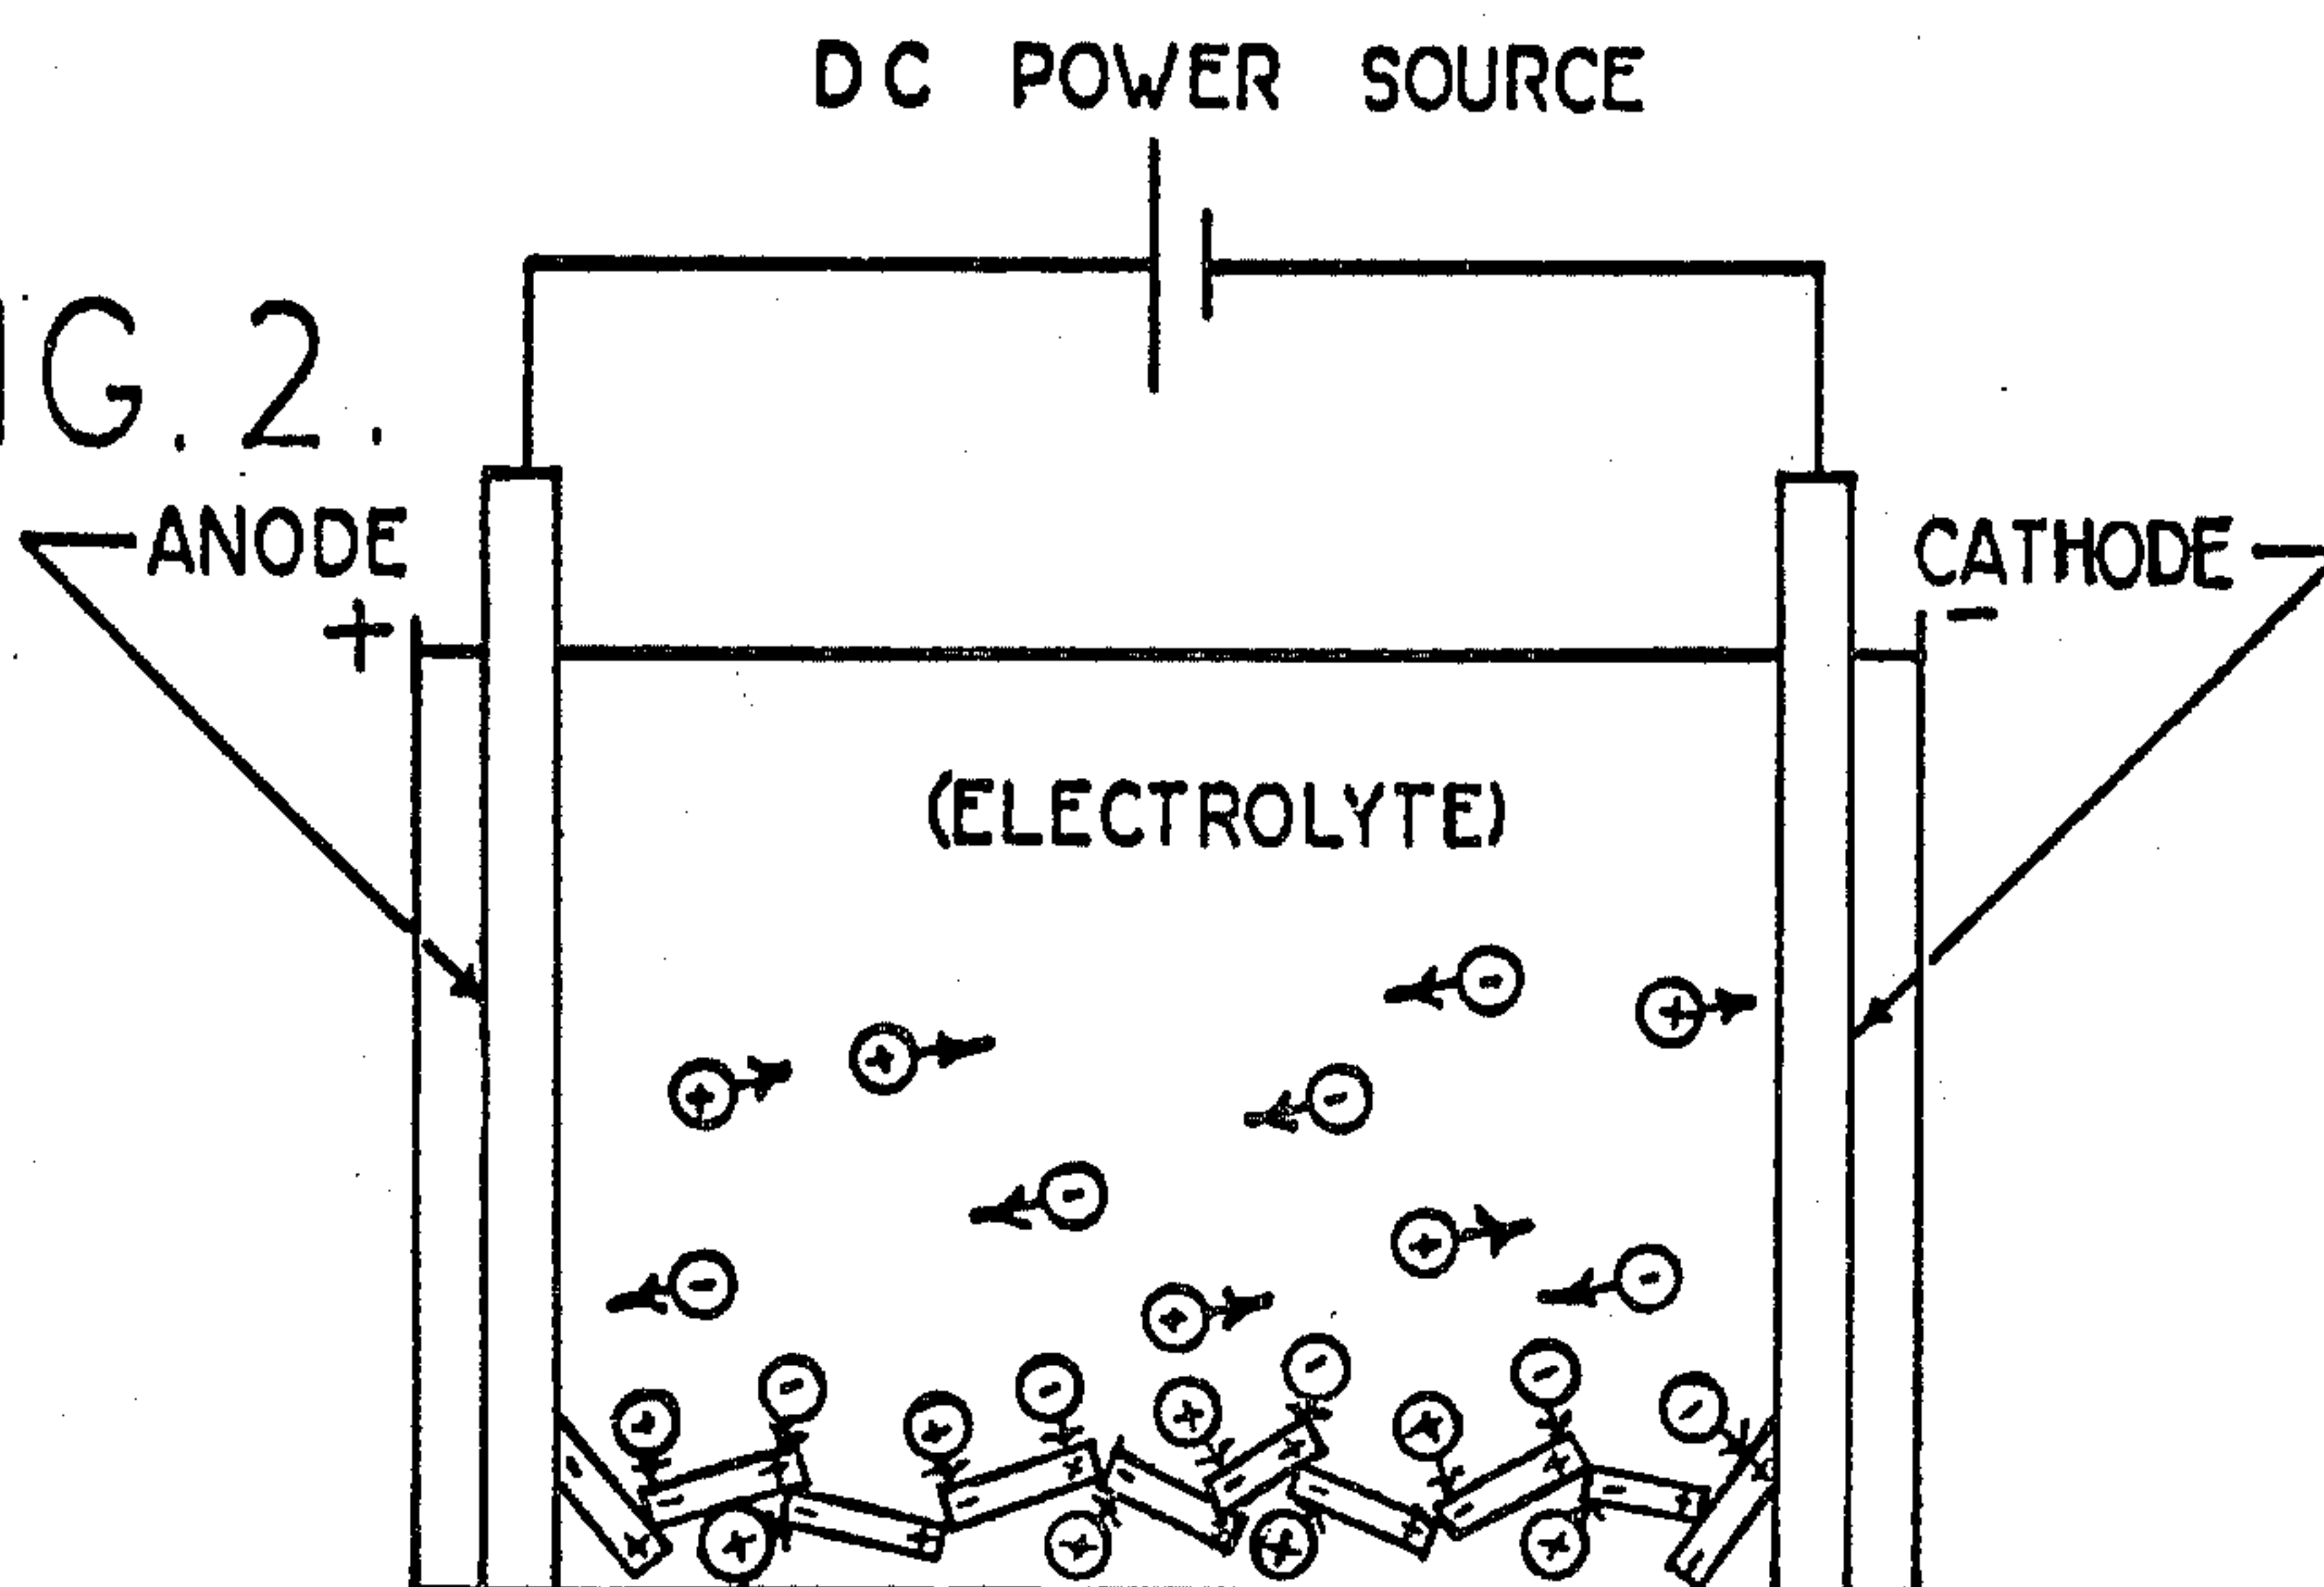 DC POWER SOURCE
IG.2.
ANODE
+
CATHODE
-
(ELECTROLYTE)